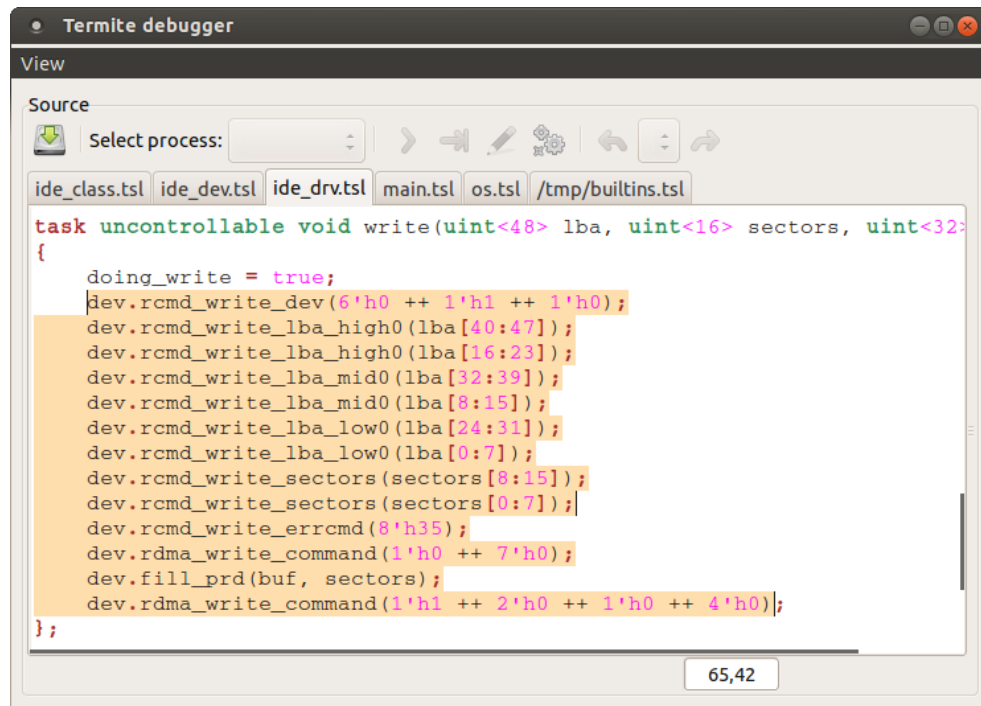 Termite debugger
View
Source
Select process:
ide_class.tsl ide_dev.tsl ide_drv.tsl main.tsl os.tsl /tmp/builtins.tsl
task uncontrollable void write(uint<48> lba, uint<16> sectors, uint<32>
{
    doing_write = true;
    dev.rcmd_write_dev(6'h0 ++ 1'h1 ++ 1'h0);
    dev.rcmd_write_lba_high0(lba[40:47]);
    dev.rcmd_write_lba_high0(lba[16:23]);
    dev.rcmd_write_lba_mid0(lba[32:39]);
    dev.rcmd_write_lba_mid0(lba[8:15]);
    dev.rcmd_write_lba_low0(lba[24:31]);
    dev.rcmd_write_lba_low0(lba[0:7]);
    dev.rcmd_write_sectors(sectors[8:15]);
    dev.rcmd_write_sectors(sectors[0:7]);
    dev.rcmd_write_errcmd(8'h35);
    dev.rdma_write_command(1'h0 ++ 7'h0);
    dev.fill_prd(buf, sectors);
    dev.rdma_write_command(1'h1 ++ 2'h0 ++ 1'h0 ++ 4'h0);
};
65,42